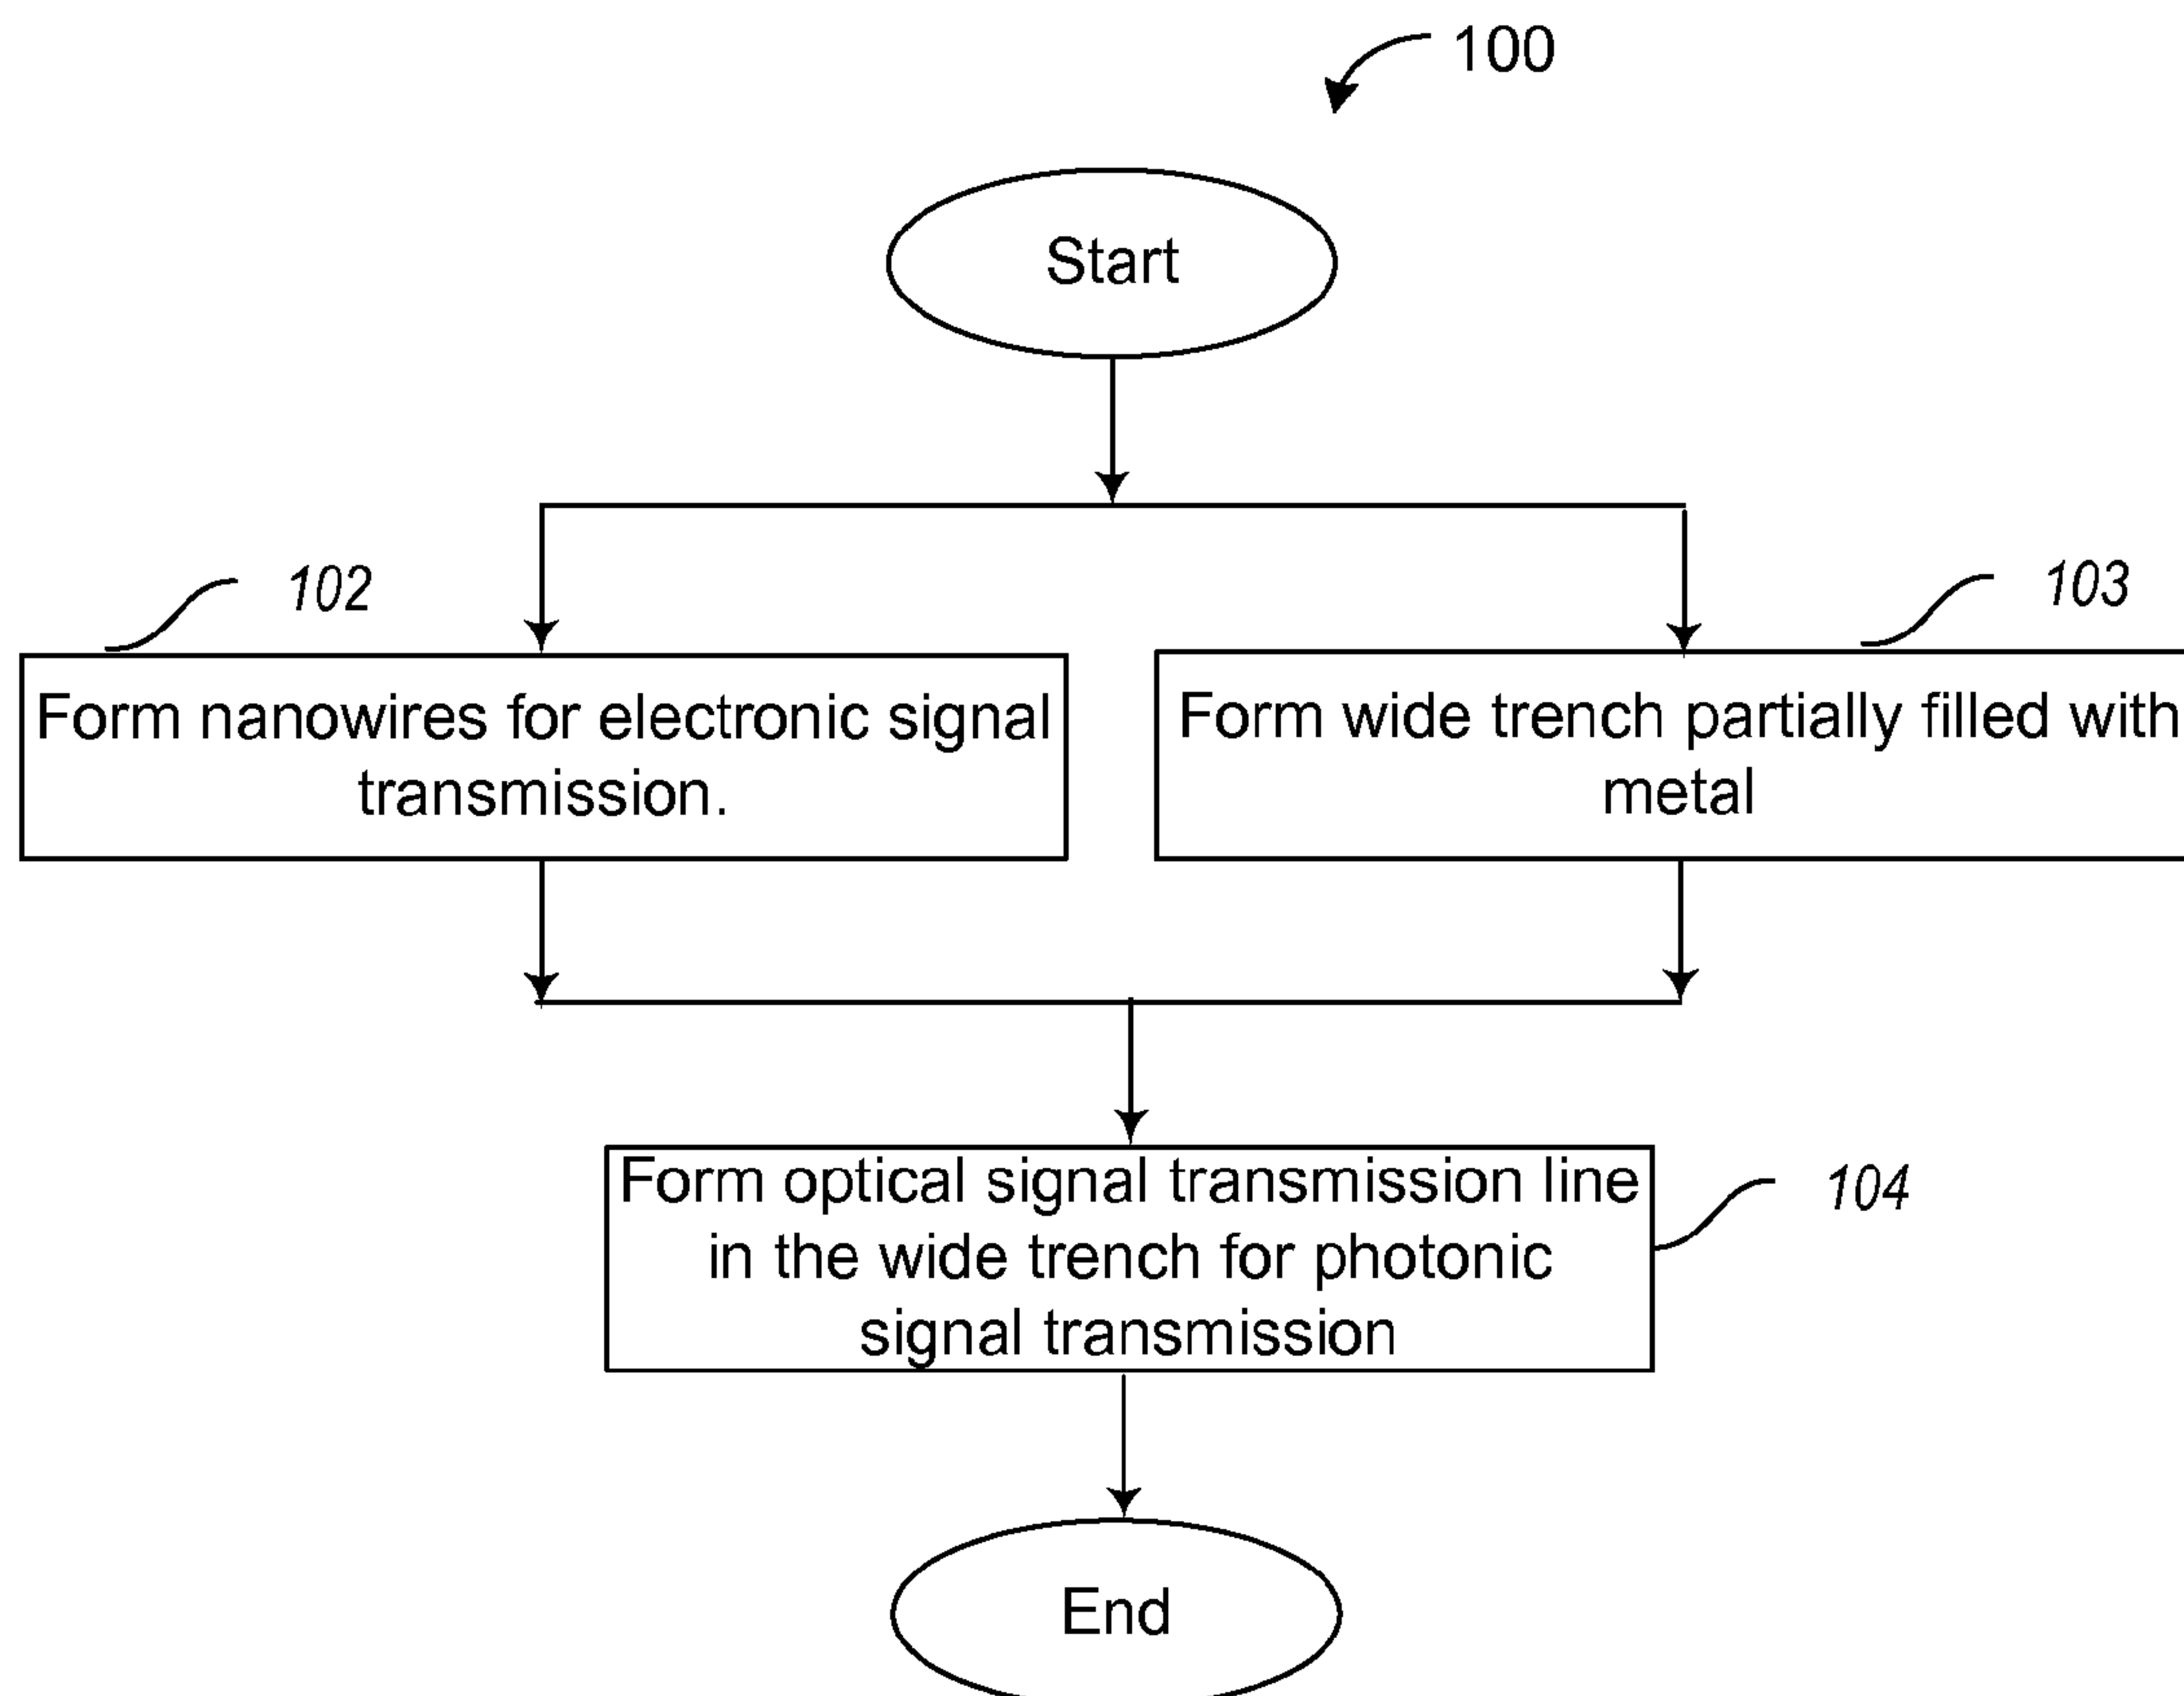 100
Start
102
103
Form nanowires for electronic signal
transmission.
Form wide trench partially filled with
metal
Form optical signal transmission line
in the wide trench for photonic
signal transmission
104
End